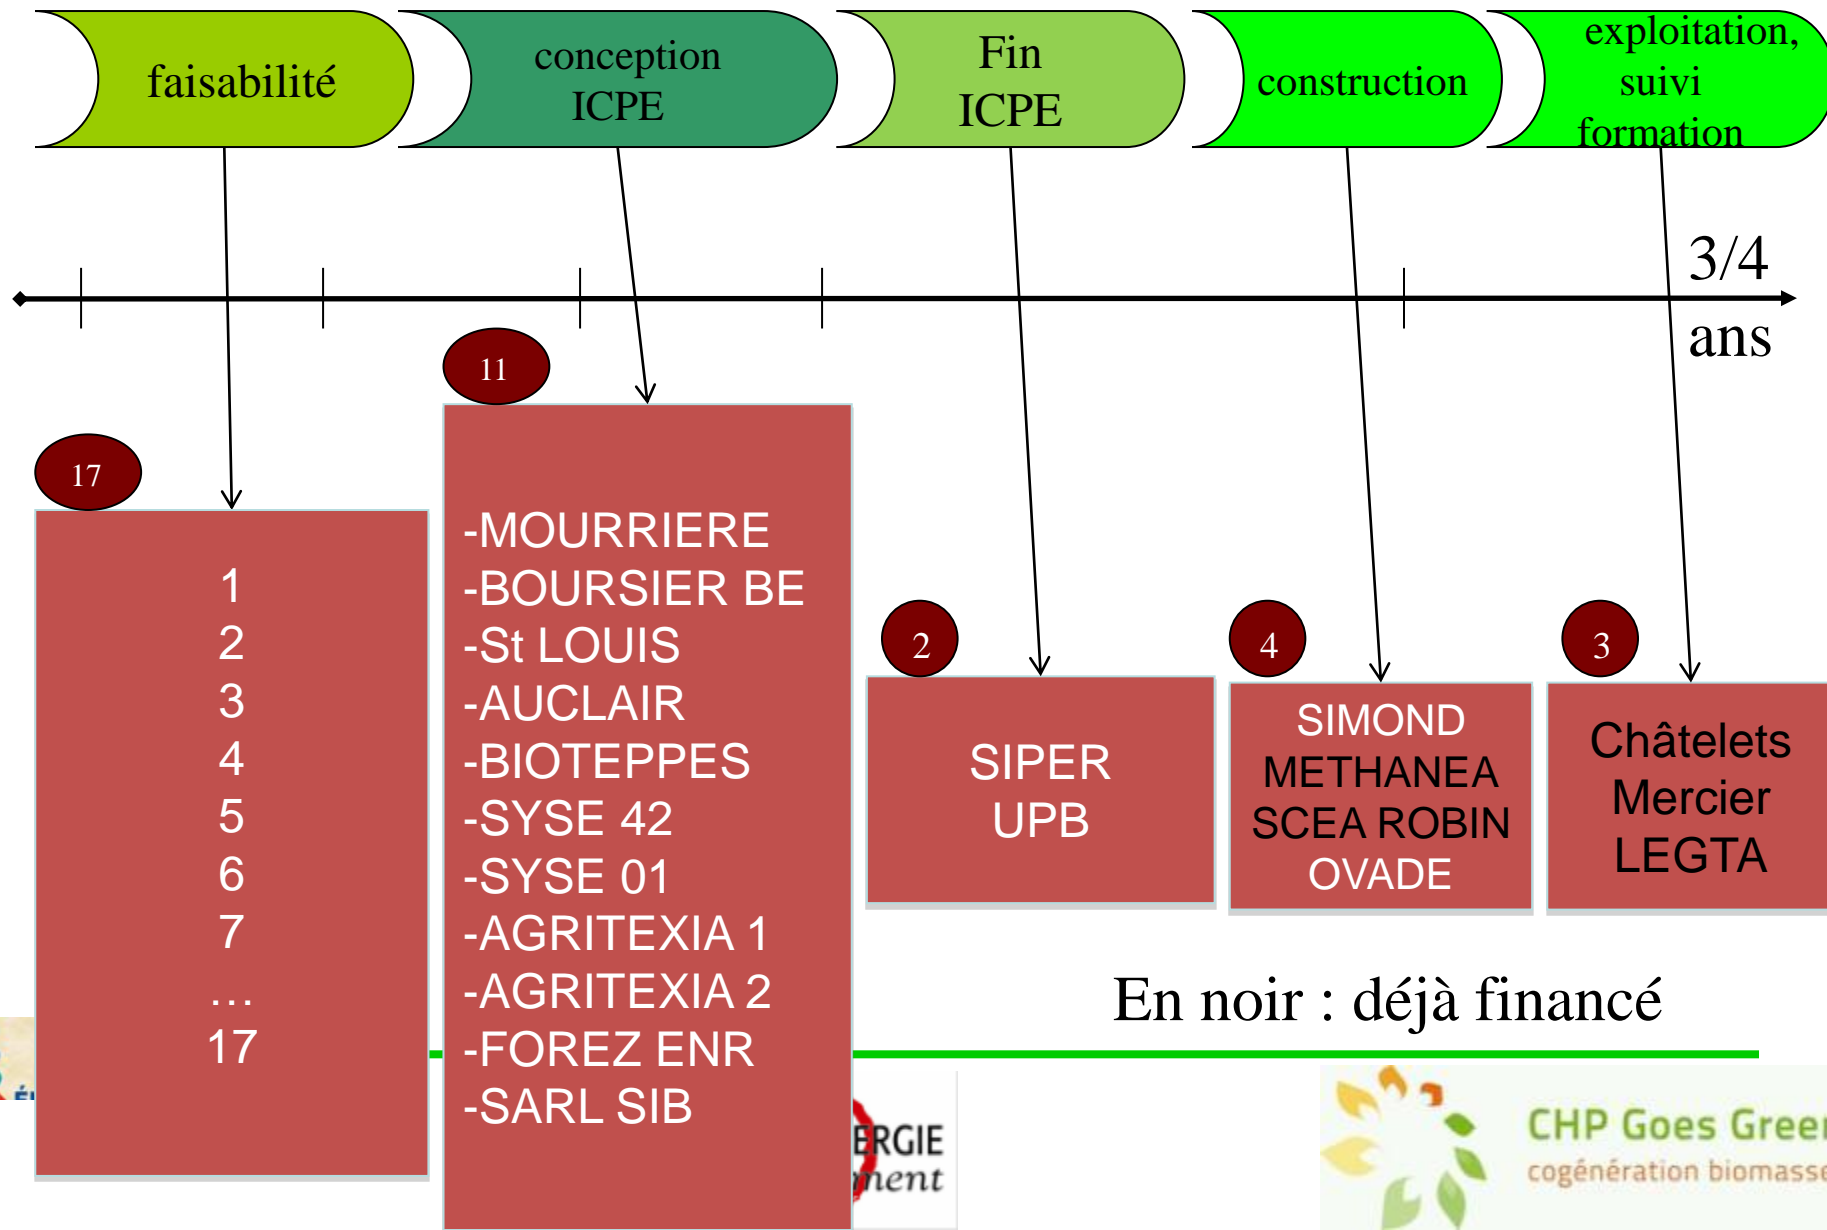 faisabilité
conception
ICPE
Fin
ICPE
construction
exploitation,
suivi
formation
3/4
ans
17
1
2
3
4
5
6
7
…
17
11
-MOURRIERE
-BOURSIER BE
-St LOUIS
-AUCLAIR
-BIOTEPPES
-SYSE 42
-SYSE 01
-AGRITEXIA 1
-AGRITEXIA 2
-FOREZ ENR
-SARL SIB
2
SIPER
UPB
4
SIMOND
METHANEA
SCEA ROBIN
OVADE
3
Châtelets
Mercier
LEGTA
En noir : déjà financé
ERGIE
ment
CHP Goes Green
cogénération biomasse